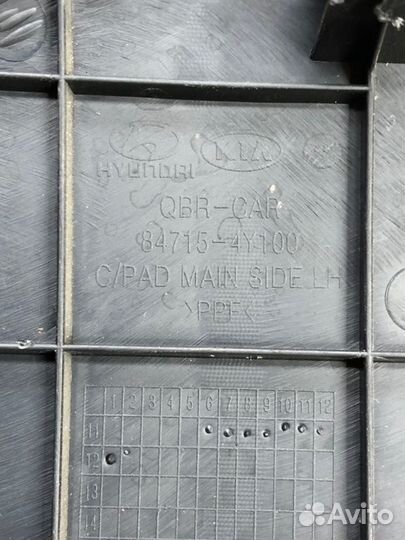 HYUNDAI KIA
QBR-CAR
84715-4Y100
C/PAD MAIN SIDE LH
>PPF<
1 2 3 4 5 6 7 8 9 10 11 12
11
12
13
14
Avito